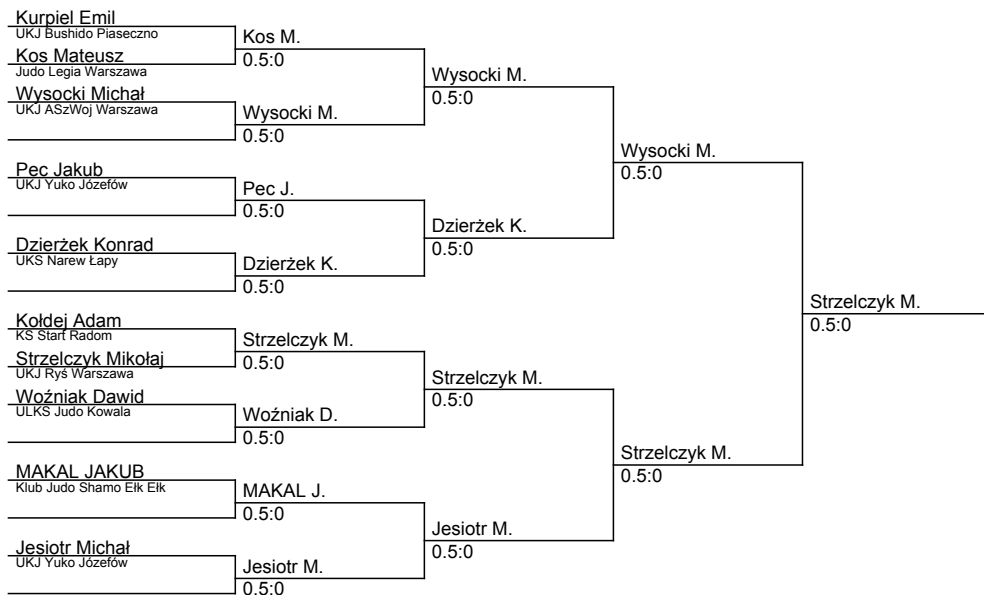 Kurpiel Emil
UKJ Bushido Piaseczno
Kos M.
0.5:0
Kos Mateusz
Judo Legia Warszawa
Wysocki M.
0.5:0
Wysocki Michał
UKJ ASzWoj Warszawa
Wysocki M.
0.5:0
Wysocki M.
0.5:0
Pec Jakub
UKJ Yuko Józefów
Pec J.
0.5:0
Dzierżek K.
0.5:0
Dzierżek Konrad
UKS Narew Łapy
Dzierżek K.
0.5:0
Strzelczyk M.
0.5:0
Kołdej Adam
KS Start Radom
Strzelczyk M.
0.5:0
Strzelczyk Mikołaj
UKJ Ryś Warszawa
Strzelczyk M.
0.5:0
Woźniak Dawid
ULKS Judo Kowala
Woźniak D.
0.5:0
Strzelczyk M.
0.5:0
MAKAL JAKUB
Klub Judo Shamo Ełk Ełk
MAKAL J.
0.5:0
Jesiotr M.
0.5:0
Jesiotr Michał
UKJ Yuko Józefów
Jesiotr M.
0.5:0